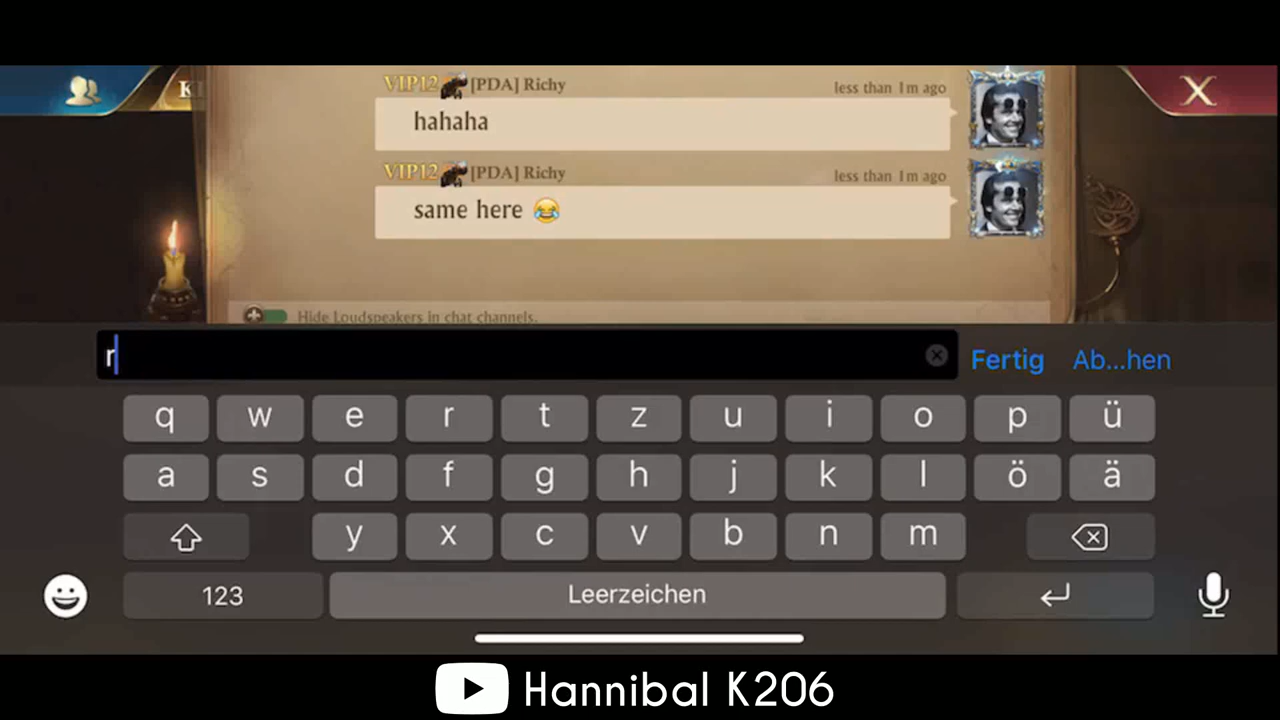 KI
VIP12 [PDA] Richy less than 1m ago X
hahaha
VIP12 [PDA] Richy less than 1m ago
same here 😂
Hide Loudspeakers in chat channels.
r Fertig Ab...hen
q w e r t z u i o p ü
a s d f g h j k l ö ä
y x c v b n m
123 Leerzeichen
Hannibal K206